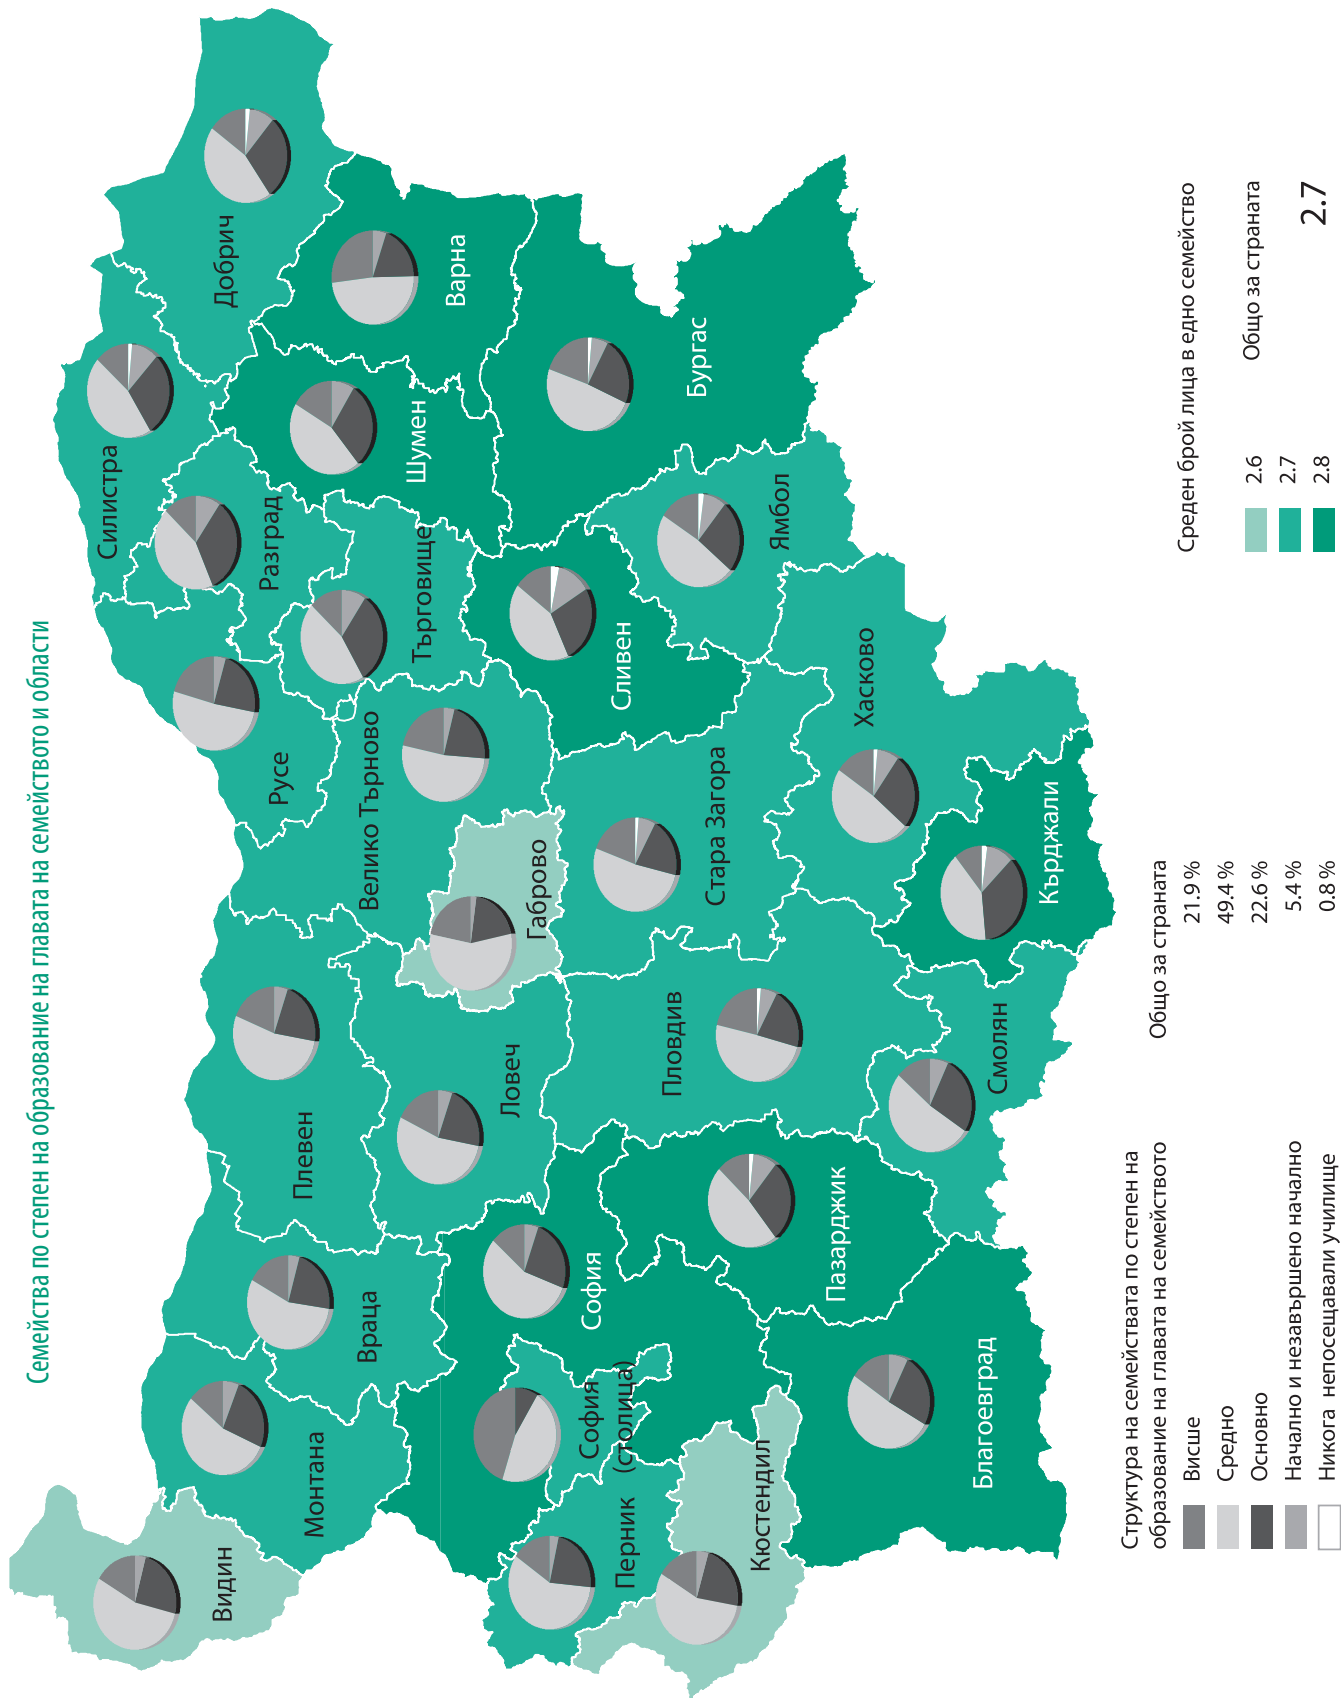 Семейства по степен на образование на главата на семейството и области
Видин
Монтана
Враца
Плевен
Ловеч
Габрово
Велико Търново
Русе
Разград
Силистра
Добрич
Търговище
Шумен
Варна
Бургас
Сливен
Ямбол
Стара Загора
Хасково
Кърджали
Пловдив
Смолян
Пазарджик
София
София
(столица)
Перник
Кюстендил
Благоевград
Структура на семействата по степен на
образование на главата на семейството
Общо за страната
Висше 21.9 %
Средно 49.4 %
Основно 22.6 %
Начално и незавършено начално 5.4 %
Никога непосещавали училище 0.8 %
Среден брой лица в едно семейство
2.6
2.7
2.8
Общо за страната
2.7